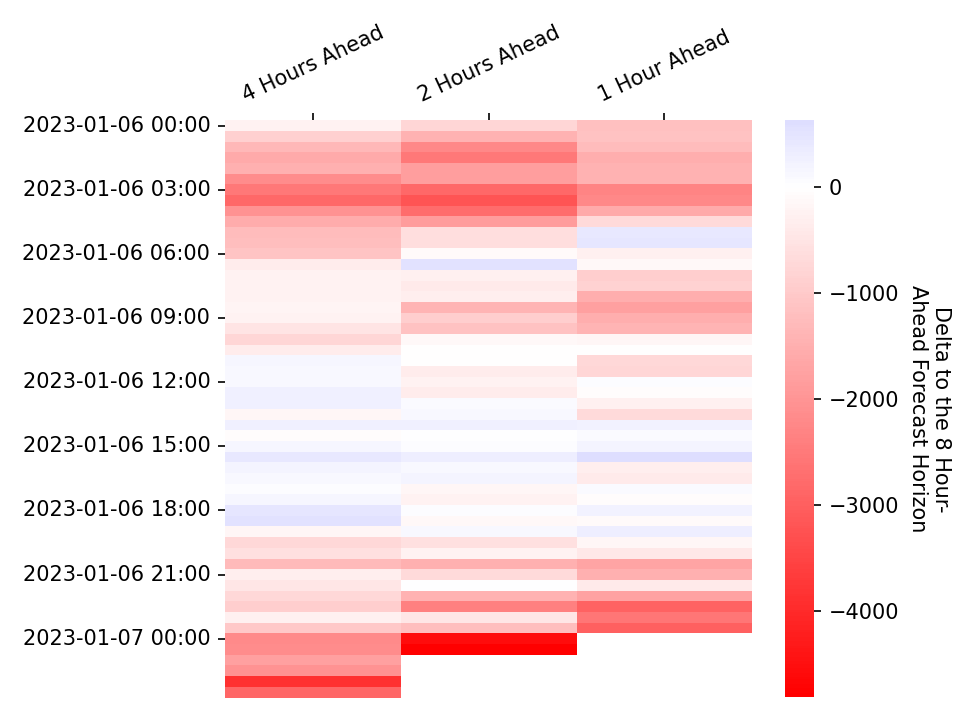 4 Hours Ahead
2 Hours Ahead
1 Hour Ahead
2023-01-06 00:00
2023-01-06 03:00
2023-01-06 06:00
2023-01-06 09:00
2023-01-06 12:00
2023-01-06 15:00
2023-01-06 18:00
2023-01-06 21:00
2023-01-07 00:00
0
−1000
−2000
−3000
−4000
Delta to the 8 Hour-
Ahead Forecast Horizon